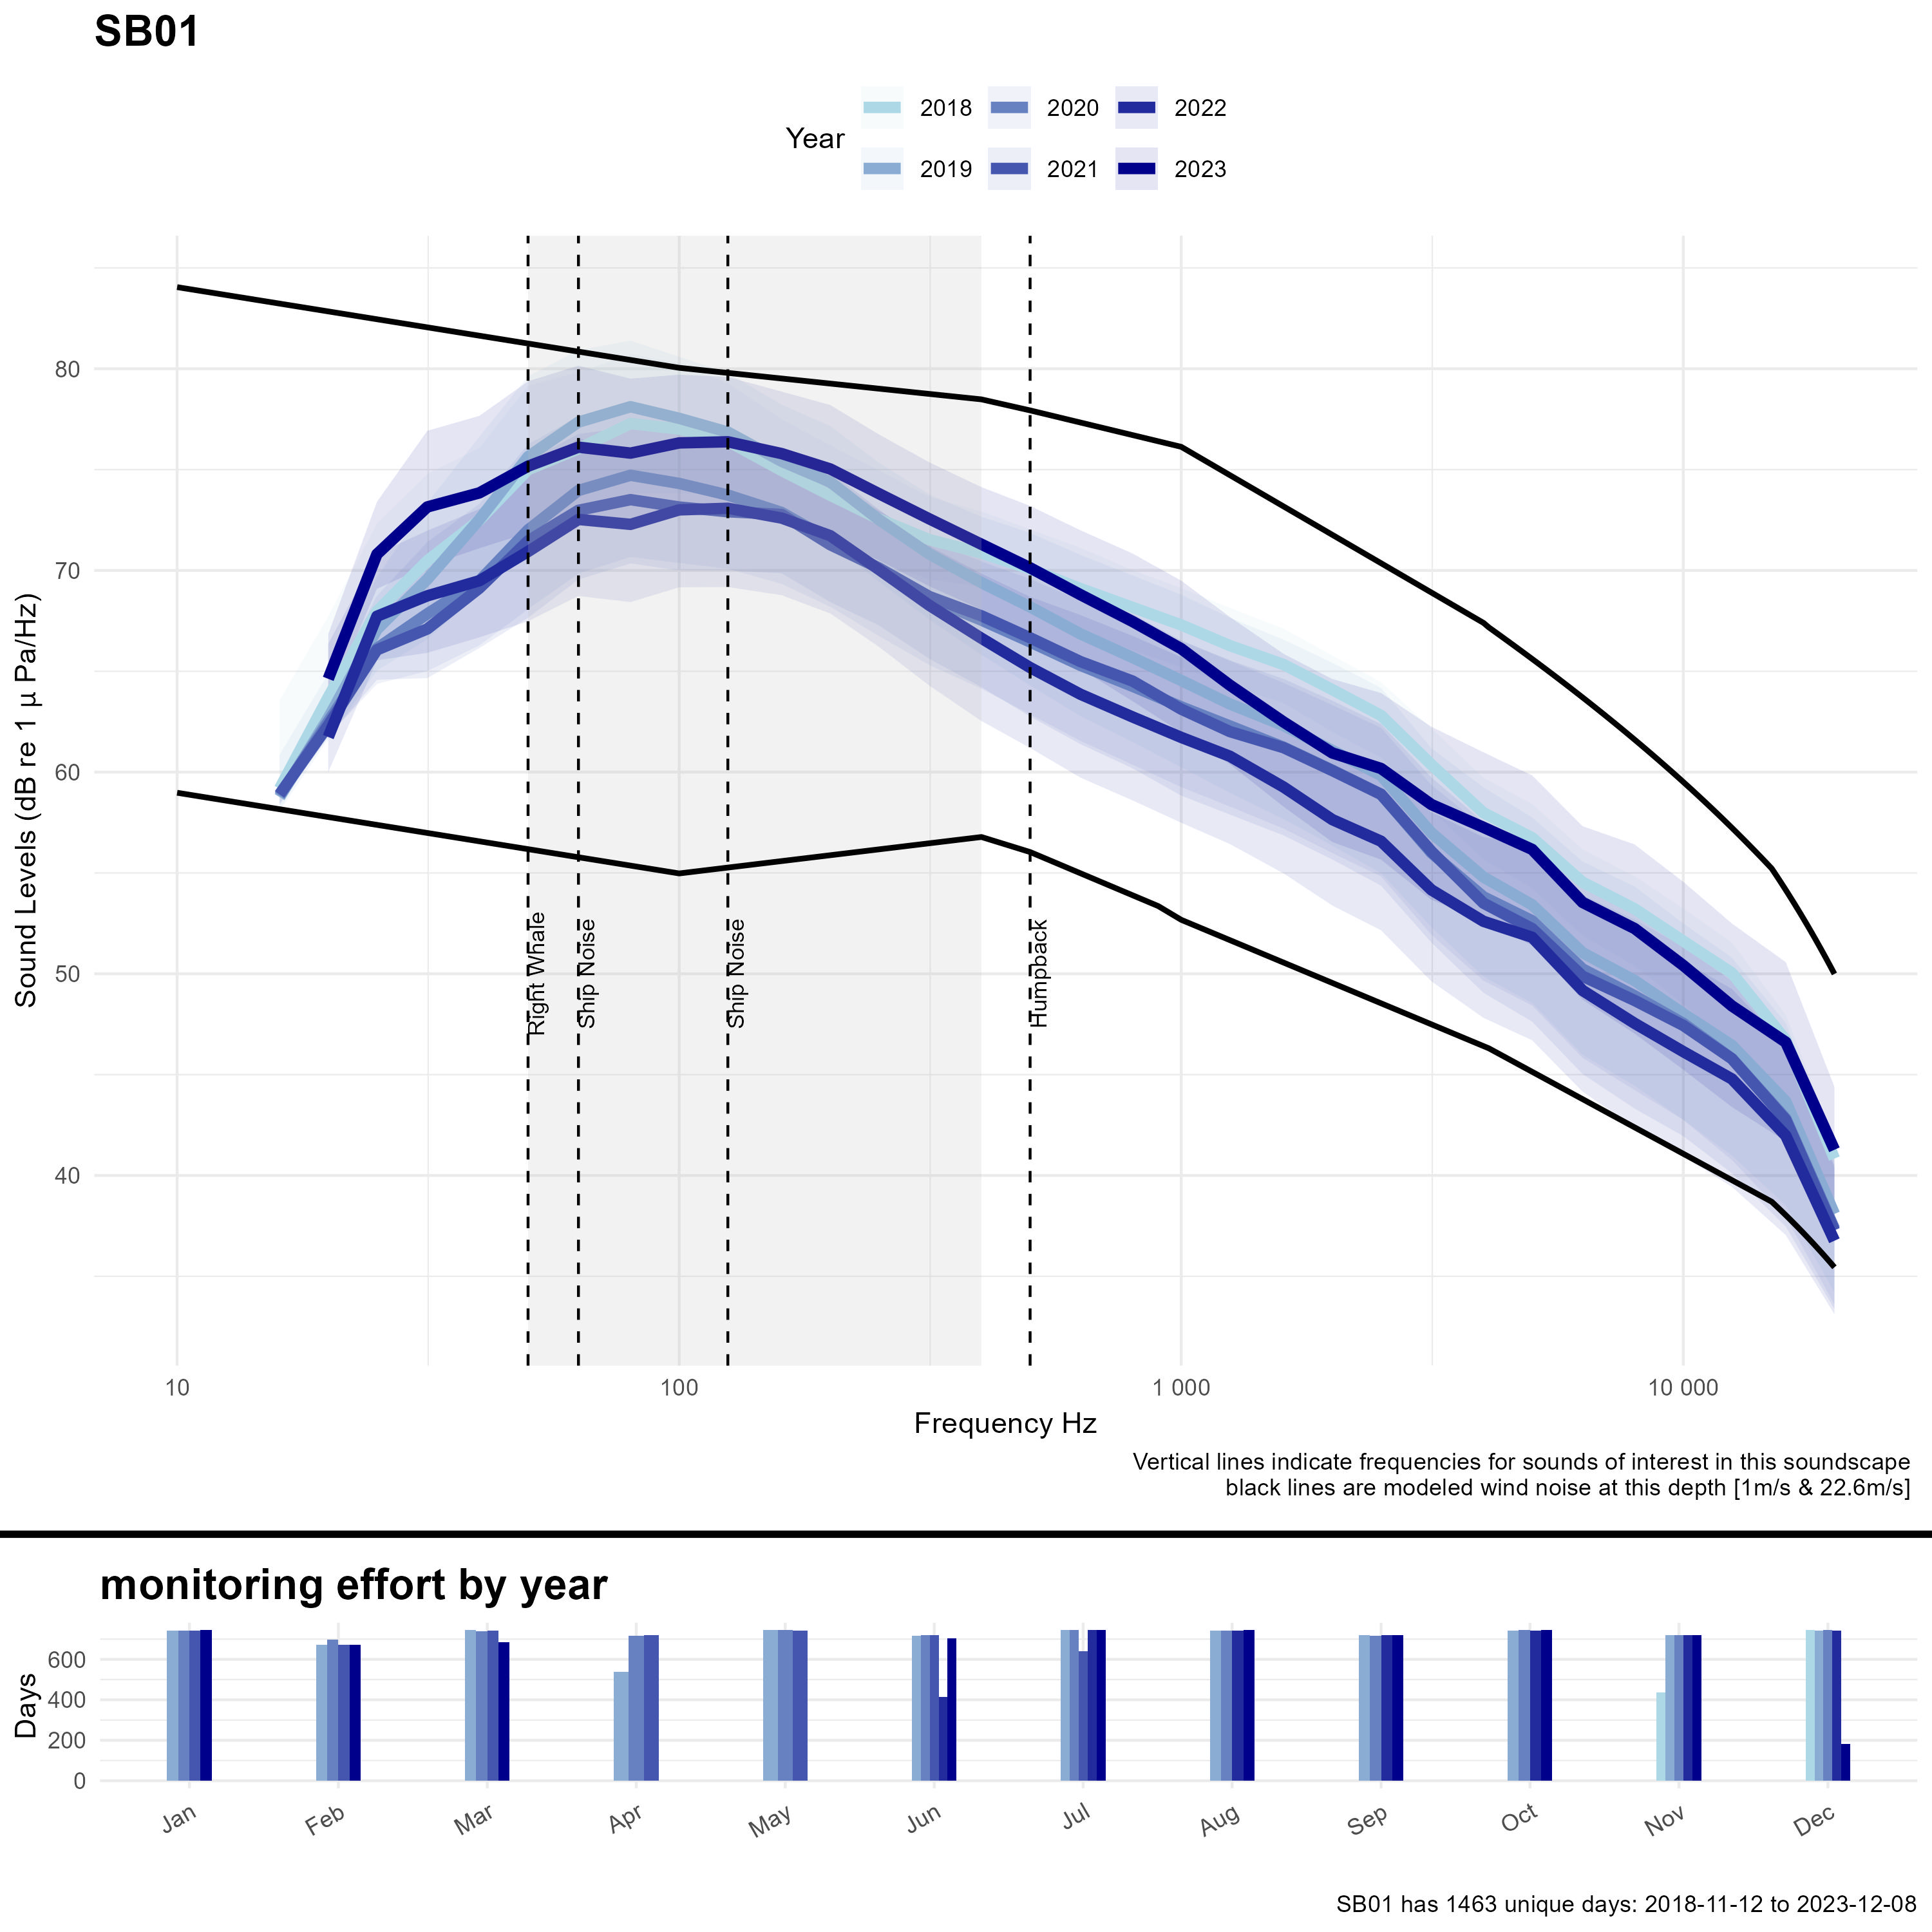 SB01
Year
2018
2020
2022
2019
2021
2023
Sound Levels (dB re 1 µ Pa/Hz)
80
70
60
50
40
Right Whale
Ship Noise
Ship Noise
Humpback
10
100
1 000
10 000
Frequency Hz
Vertical lines indicate frequencies for sounds of interest in this soundscape
black lines are modeled wind noise at this depth [1m/s & 22.6m/s]
monitoring effort by year
Days
600
400
200
0
Jan
Feb
Mar
Apr
May
Jun
Jul
Aug
Sep
Oct
Nov
Dec
SB01 has 1463 unique days: 2018-11-12 to 2023-12-08